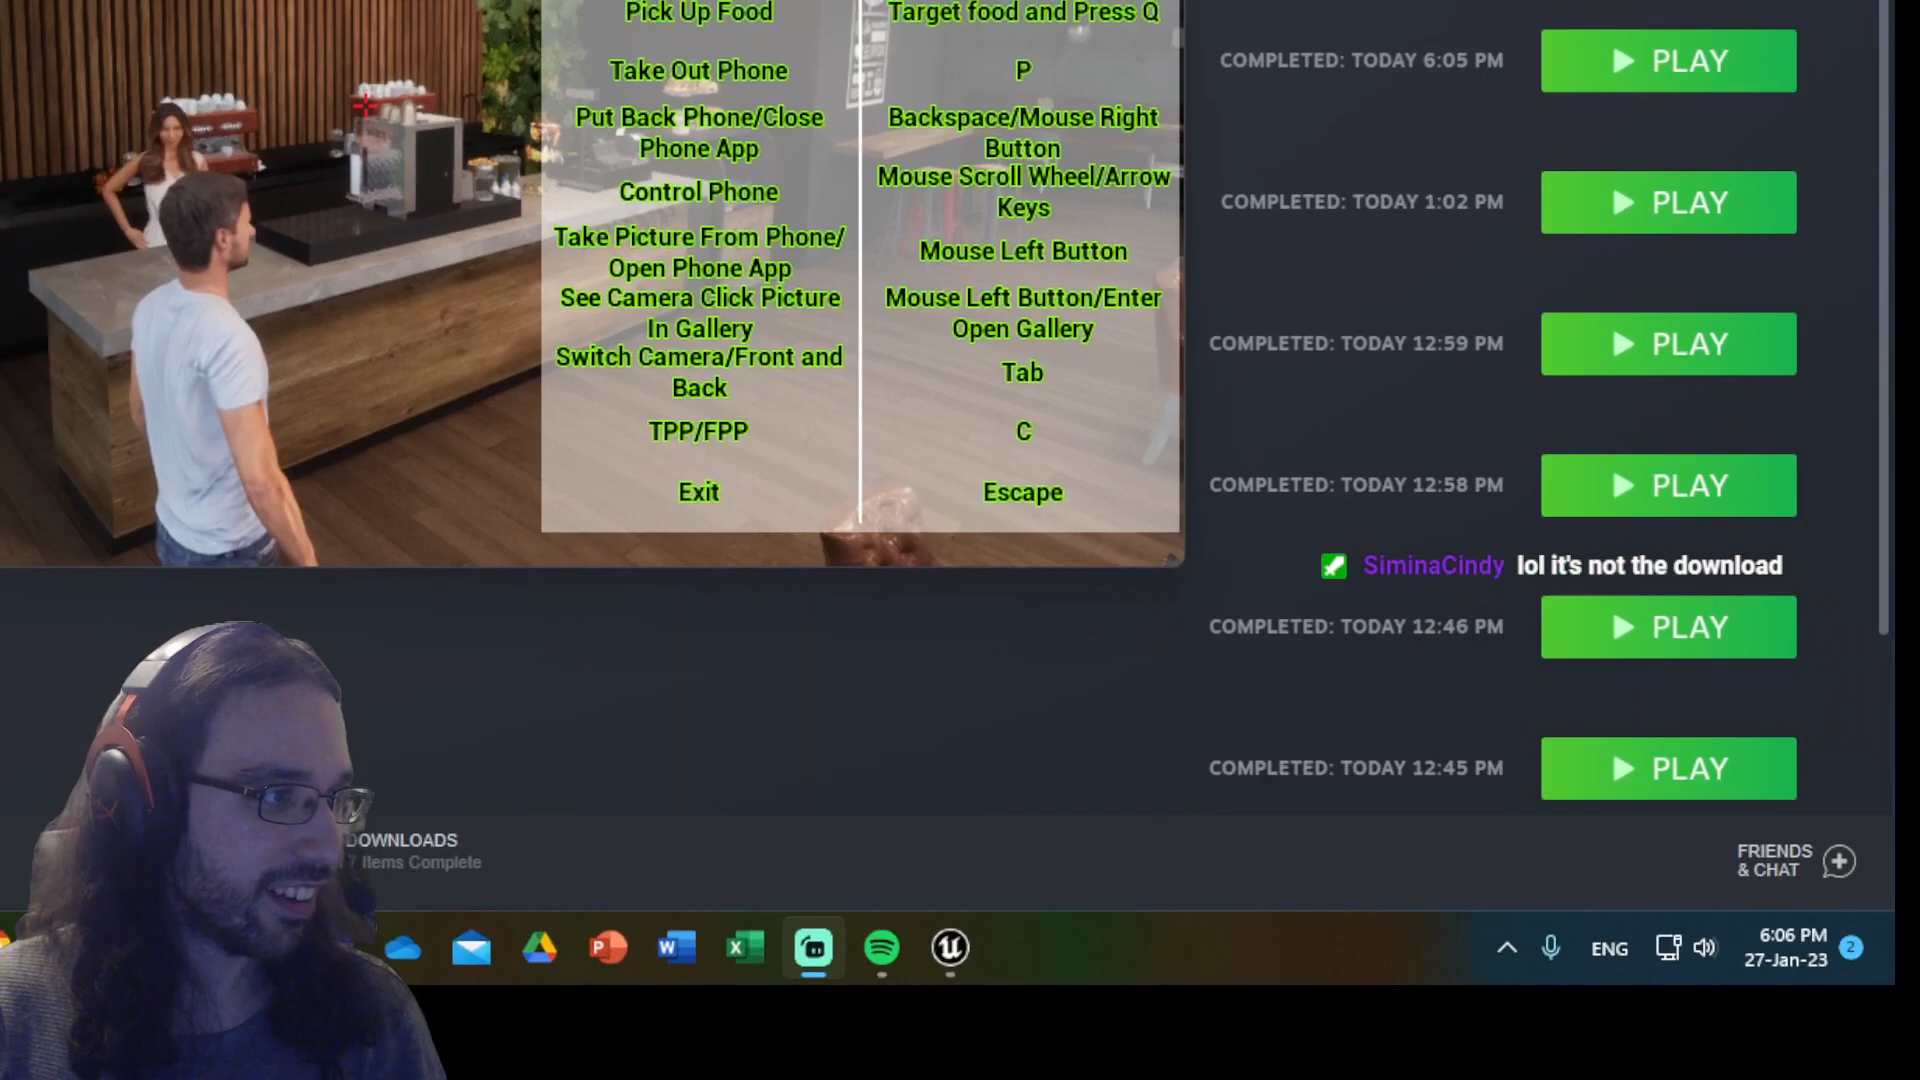 Pick Up Food
Target food and Press Q
Take Out Phone
P
Put Back Phone/Close
Phone App
Backspace/Mouse Right
Button
Control Phone
Mouse Scroll Wheel/Arrow
Keys
Take Picture From Phone/
Open Phone App
Mouse Left Button
See Camera Click Picture
In Gallery
Mouse Left Button/Enter
Open Gallery
Switch Camera/Front and
Back
Tab
TPP/FPP
C
Exit
Escape
COMPLETED: TODAY 6:05 PM
PLAY
COMPLETED: TODAY 1:02 PM
PLAY
COMPLETED: TODAY 12:59 PM
PLAY
COMPLETED: TODAY 12:58 PM
PLAY
SiminaCindy lol it's not the download
COMPLETED: TODAY 12:46 PM
PLAY
COMPLETED: TODAY 12:45 PM
PLAY
DOWNLOADS
7 Items Complete
FRIENDS
& CHAT
P
W
X
ENG
6:06 PM
27-Jan-23
2